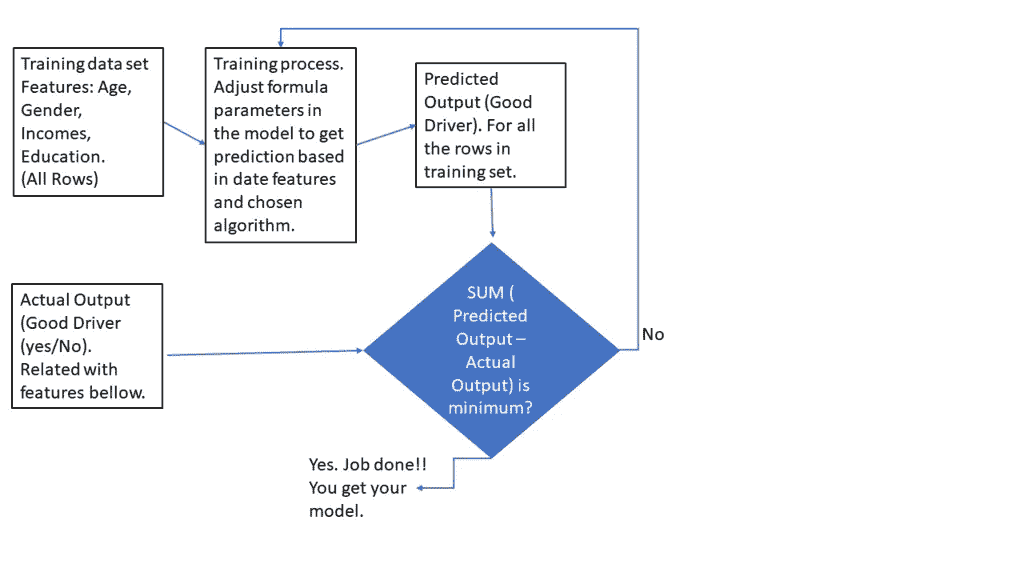 Training data set
Features: Age,
Gender,
Incomes,
Education.
(All Rows)
Training process.
Adjust formula
parameters in
the model to get
prediction based
in date features
and chosen
algorithm.
Predicted
Output (Good
Driver). For all
the rows in
training set.
Actual Output
(Good Driver
(yes/No).
Related with
features bellow.
SUM (
Predicted
Output –
Actual
Output) is
minimum?
No
Yes. Job done!!
You get your
model.